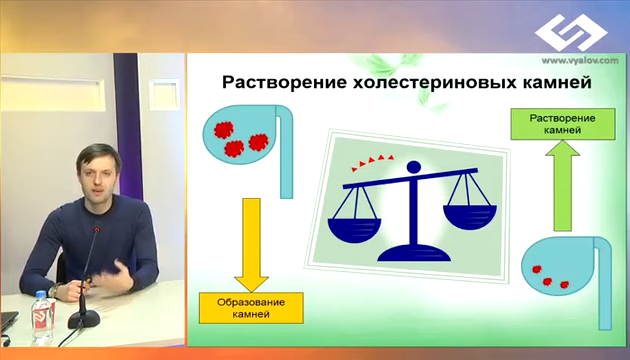 www.vyalov.com
Растворение холестериновых камней
Растворение
камней
Образование
камней